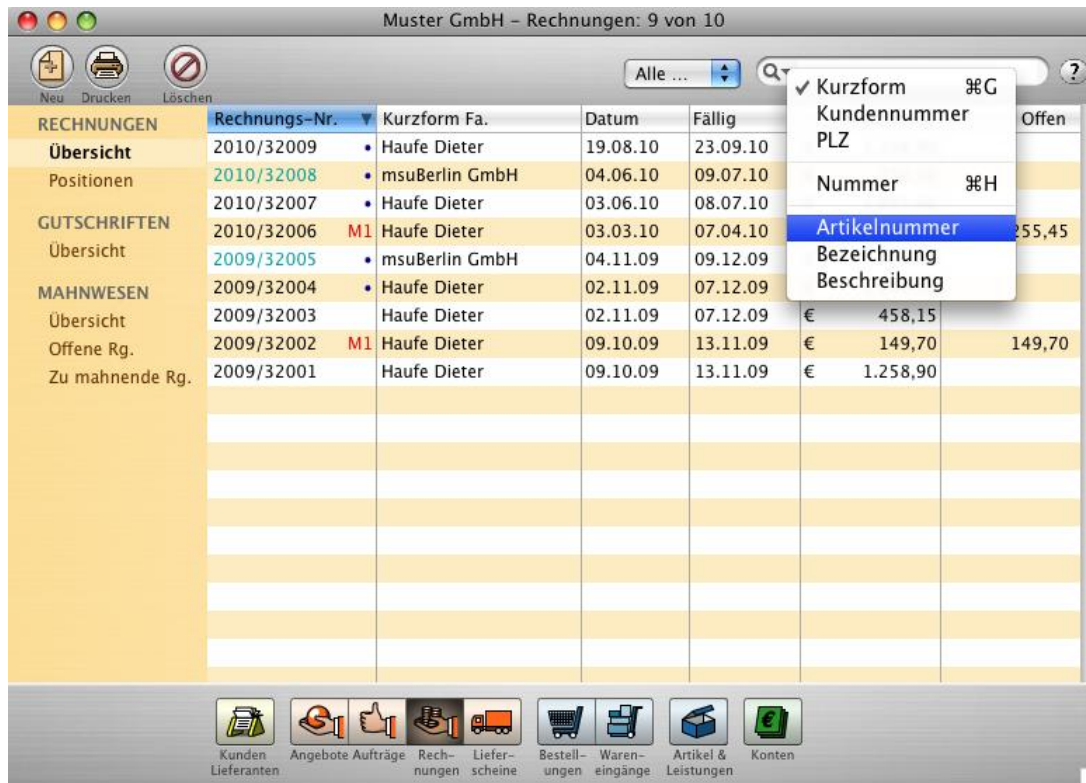 Muster GmbH – Rechnungen: 9 von 10
Alle ...
?
Neu Drucken Löschen
✓ Kurzform ⌘G
Kundennummer
PLZ
Nummer ⌘H
Artikelnummer
Bezeichnung
Beschreibung
RECHNUNGEN
Übersicht
Positionen
GUTSCHRIFTEN
Übersicht
MAHNWESEN
Übersicht
Offene Rg.
Zu mahnende Rg.
Rechnungs-Nr. Kurzform Fa. Datum Fällig Offen
2010/32009 • Haufe Dieter 19.08.10 23.09.10
2010/32008 • msuBerlin GmbH 04.06.10 09.07.10
2010/32007 • Haufe Dieter 03.06.10 08.07.10
2010/32006 M1 Haufe Dieter 03.03.10 07.04.10 255,45
2009/32005 • msuBerlin GmbH 04.11.09 09.12.09
2009/32004 • Haufe Dieter 02.11.09 07.12.09
2009/32003 Haufe Dieter 02.11.09 07.12.09 € 458,15
2009/32002 M1 Haufe Dieter 09.10.09 13.11.09 € 149,70 149,70
2009/32001 Haufe Dieter 09.10.09 13.11.09 € 1.258,90
Kunden Angebote Aufträge Rech- Liefer- Bestell- Waren- Artikel & Konten
Lieferanten nungen scheine ungen eingänge Leistungen